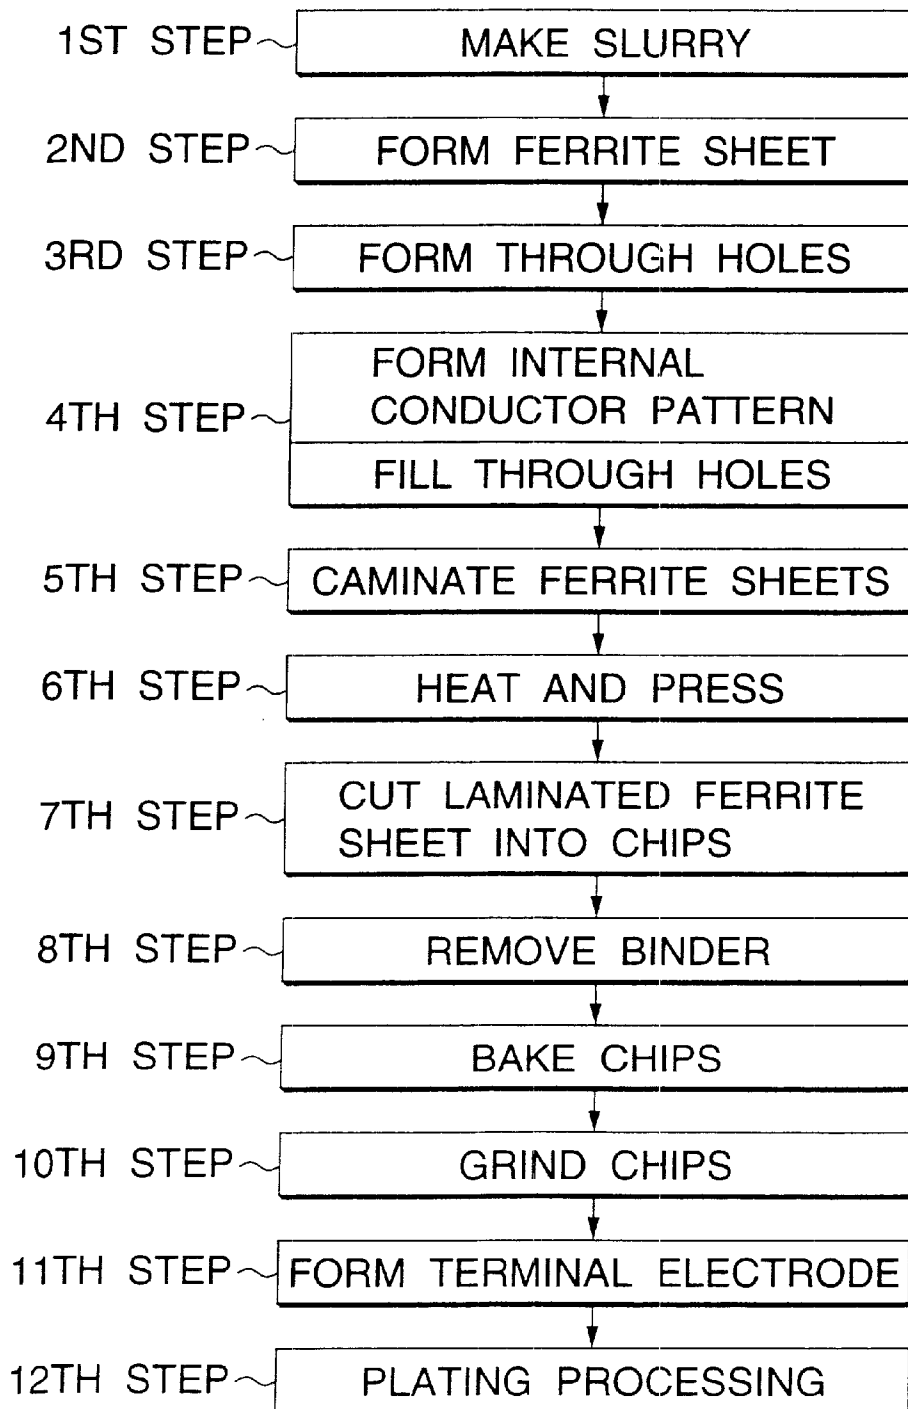 1ST STEP MAKE SLURRY
2ND STEP FORM FERRITE SHEET
3RD STEP FORM THROUGH HOLES
4TH STEP FORM INTERNAL
CONDUCTOR PATTERN
FILL THROUGH HOLES
5TH STEP CAMINATE FERRITE SHEETS
6TH STEP HEAT AND PRESS
7TH STEP CUT LAMINATED FERRITE
SHEET INTO CHIPS
8TH STEP REMOVE BINDER
9TH STEP BAKE CHIPS
10TH STEP GRIND CHIPS
11TH STEP FORM TERMINAL ELECTRODE
12TH STEP PLATING PROCESSING